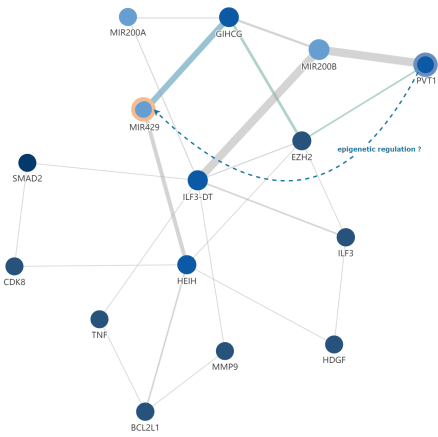 MIR200A
GIHCG
MIR200B
PVT1
MIR429
EZH2
epigenetic regulation ?
SMAD2
ILF3-DT
ILF3
CDK8
HEIH
TNF
MMP9
HDGF
BCL2L1